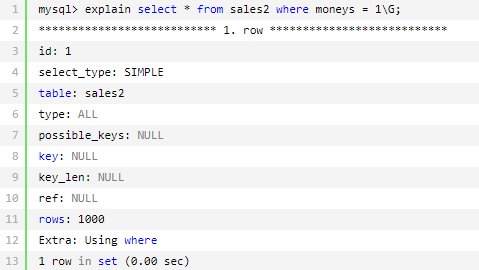 1 mysql> explain select * from sales2 where moneys = 1\G;
2 *************************** 1. row ***************************
3 id: 1
4 select_type: SIMPLE
5 table: sales2
6 type: ALL
7 possible_keys: NULL
8 key: NULL
9 key_len: NULL
10 ref: NULL
11 rows: 1000
12 Extra: Using where
13 1 row in set (0.00 sec)